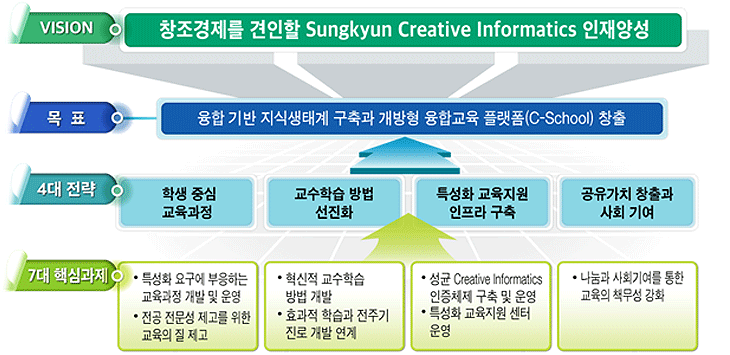 VISION
창조경제를 견인할 Sungkyun Creative Informatics 인재양성
목 표
융합 기반 지식생태계 구축과 개방형 융합교육 플랫폼(C-School) 창출
4대 전략
학생 중심
교육과정
교수학습 방법
선진화
특성화 교육지원
인프라 구축
공유가치 창출과
사회 기여
7대 핵심과제
• 특성화 요구에 부응하는
교육과정 개발 및 운영
• 전공 전문성 제고를 위한
교육의 질 제고
• 혁신적 교수학습
방법 개발
• 효과적 학습과 전주기
진로 개발 연계
• 성균 Creative Informatics
인증체제 구축 및 운영
• 특성화 교육지원 센터
운영
• 나눔과 사회기여를 통한
교육의 책무성 강화